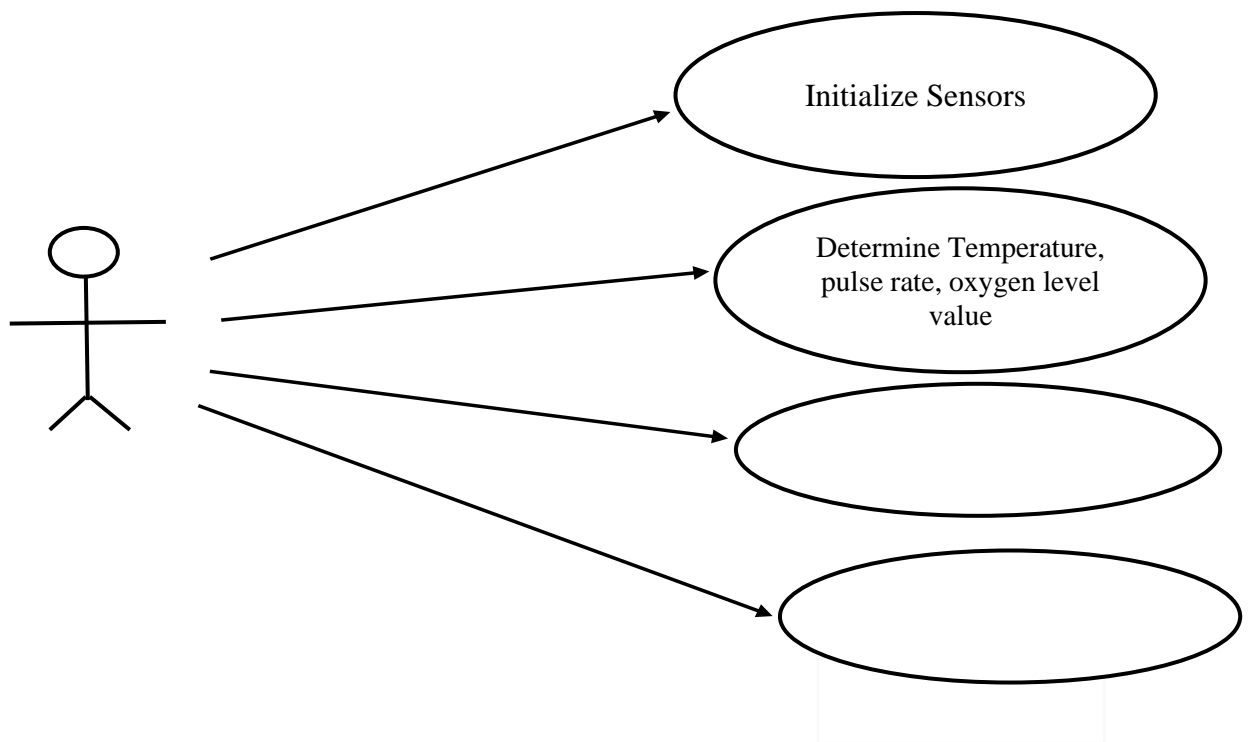 Initialize Sensors
Determine Temperature,
pulse rate, oxygen level
value